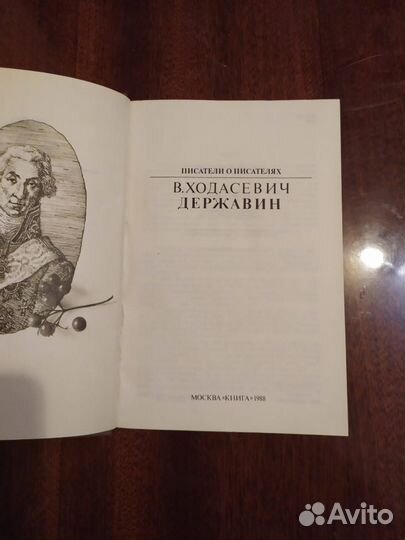 ПИСАТЕЛИ О ПИСАТЕЛЯХ
В.ХОДАСЕВИЧ
ДЕРЖАВИН
МОСКВА «КНИГА» 1988
Avito